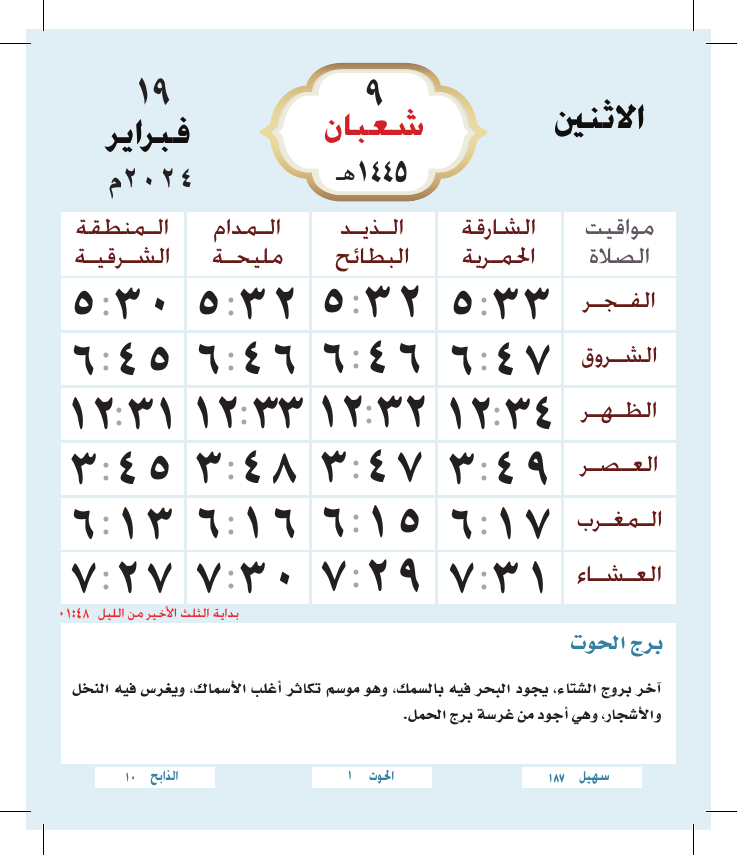 الاثنين
٩
شعبان
١٤٤٥هـ
١٩
فبراير
٢٠٢٤م
مواقيت الصلاة | الشارقة الحمرية | الذيد البطائح | المدام مليحة | المنطقة الشرقية
الفجر | ٥:٣٣ | ٥:٣٢ | ٥:٣٢ | ٥:٣٠
الشروق | ٦:٤٧ | ٦:٤٦ | ٦:٤٦ | ٦:٤٥
الظهر | ١٢:٣٤ | ١٢:٣٢ | ١٢:٣٣ | ١٢:٣١
العصر | ٣:٤٩ | ٣:٤٧ | ٣:٤٨ | ٣:٤٥
المغرب | ٦:١٧ | ٦:١٥ | ٦:١٦ | ٦:١٣
العشاء | ٧:٣١ | ٧:٢٩ | ٧:٣٠ | ٧:٢٧
بداية الثلث الأخير من الليل ٠١:٤٨
برج الحوت
آخر بروج الشتاء، يجود البحر فيه بالسمك، وهو موسم تكاثر أغلب الأسماك، ويغرس فيه النخل
والأشجار، وهي أجود من غرسة برج الحمل.
سهيل ١٨٧
الحوت ١
الذابح ١٠